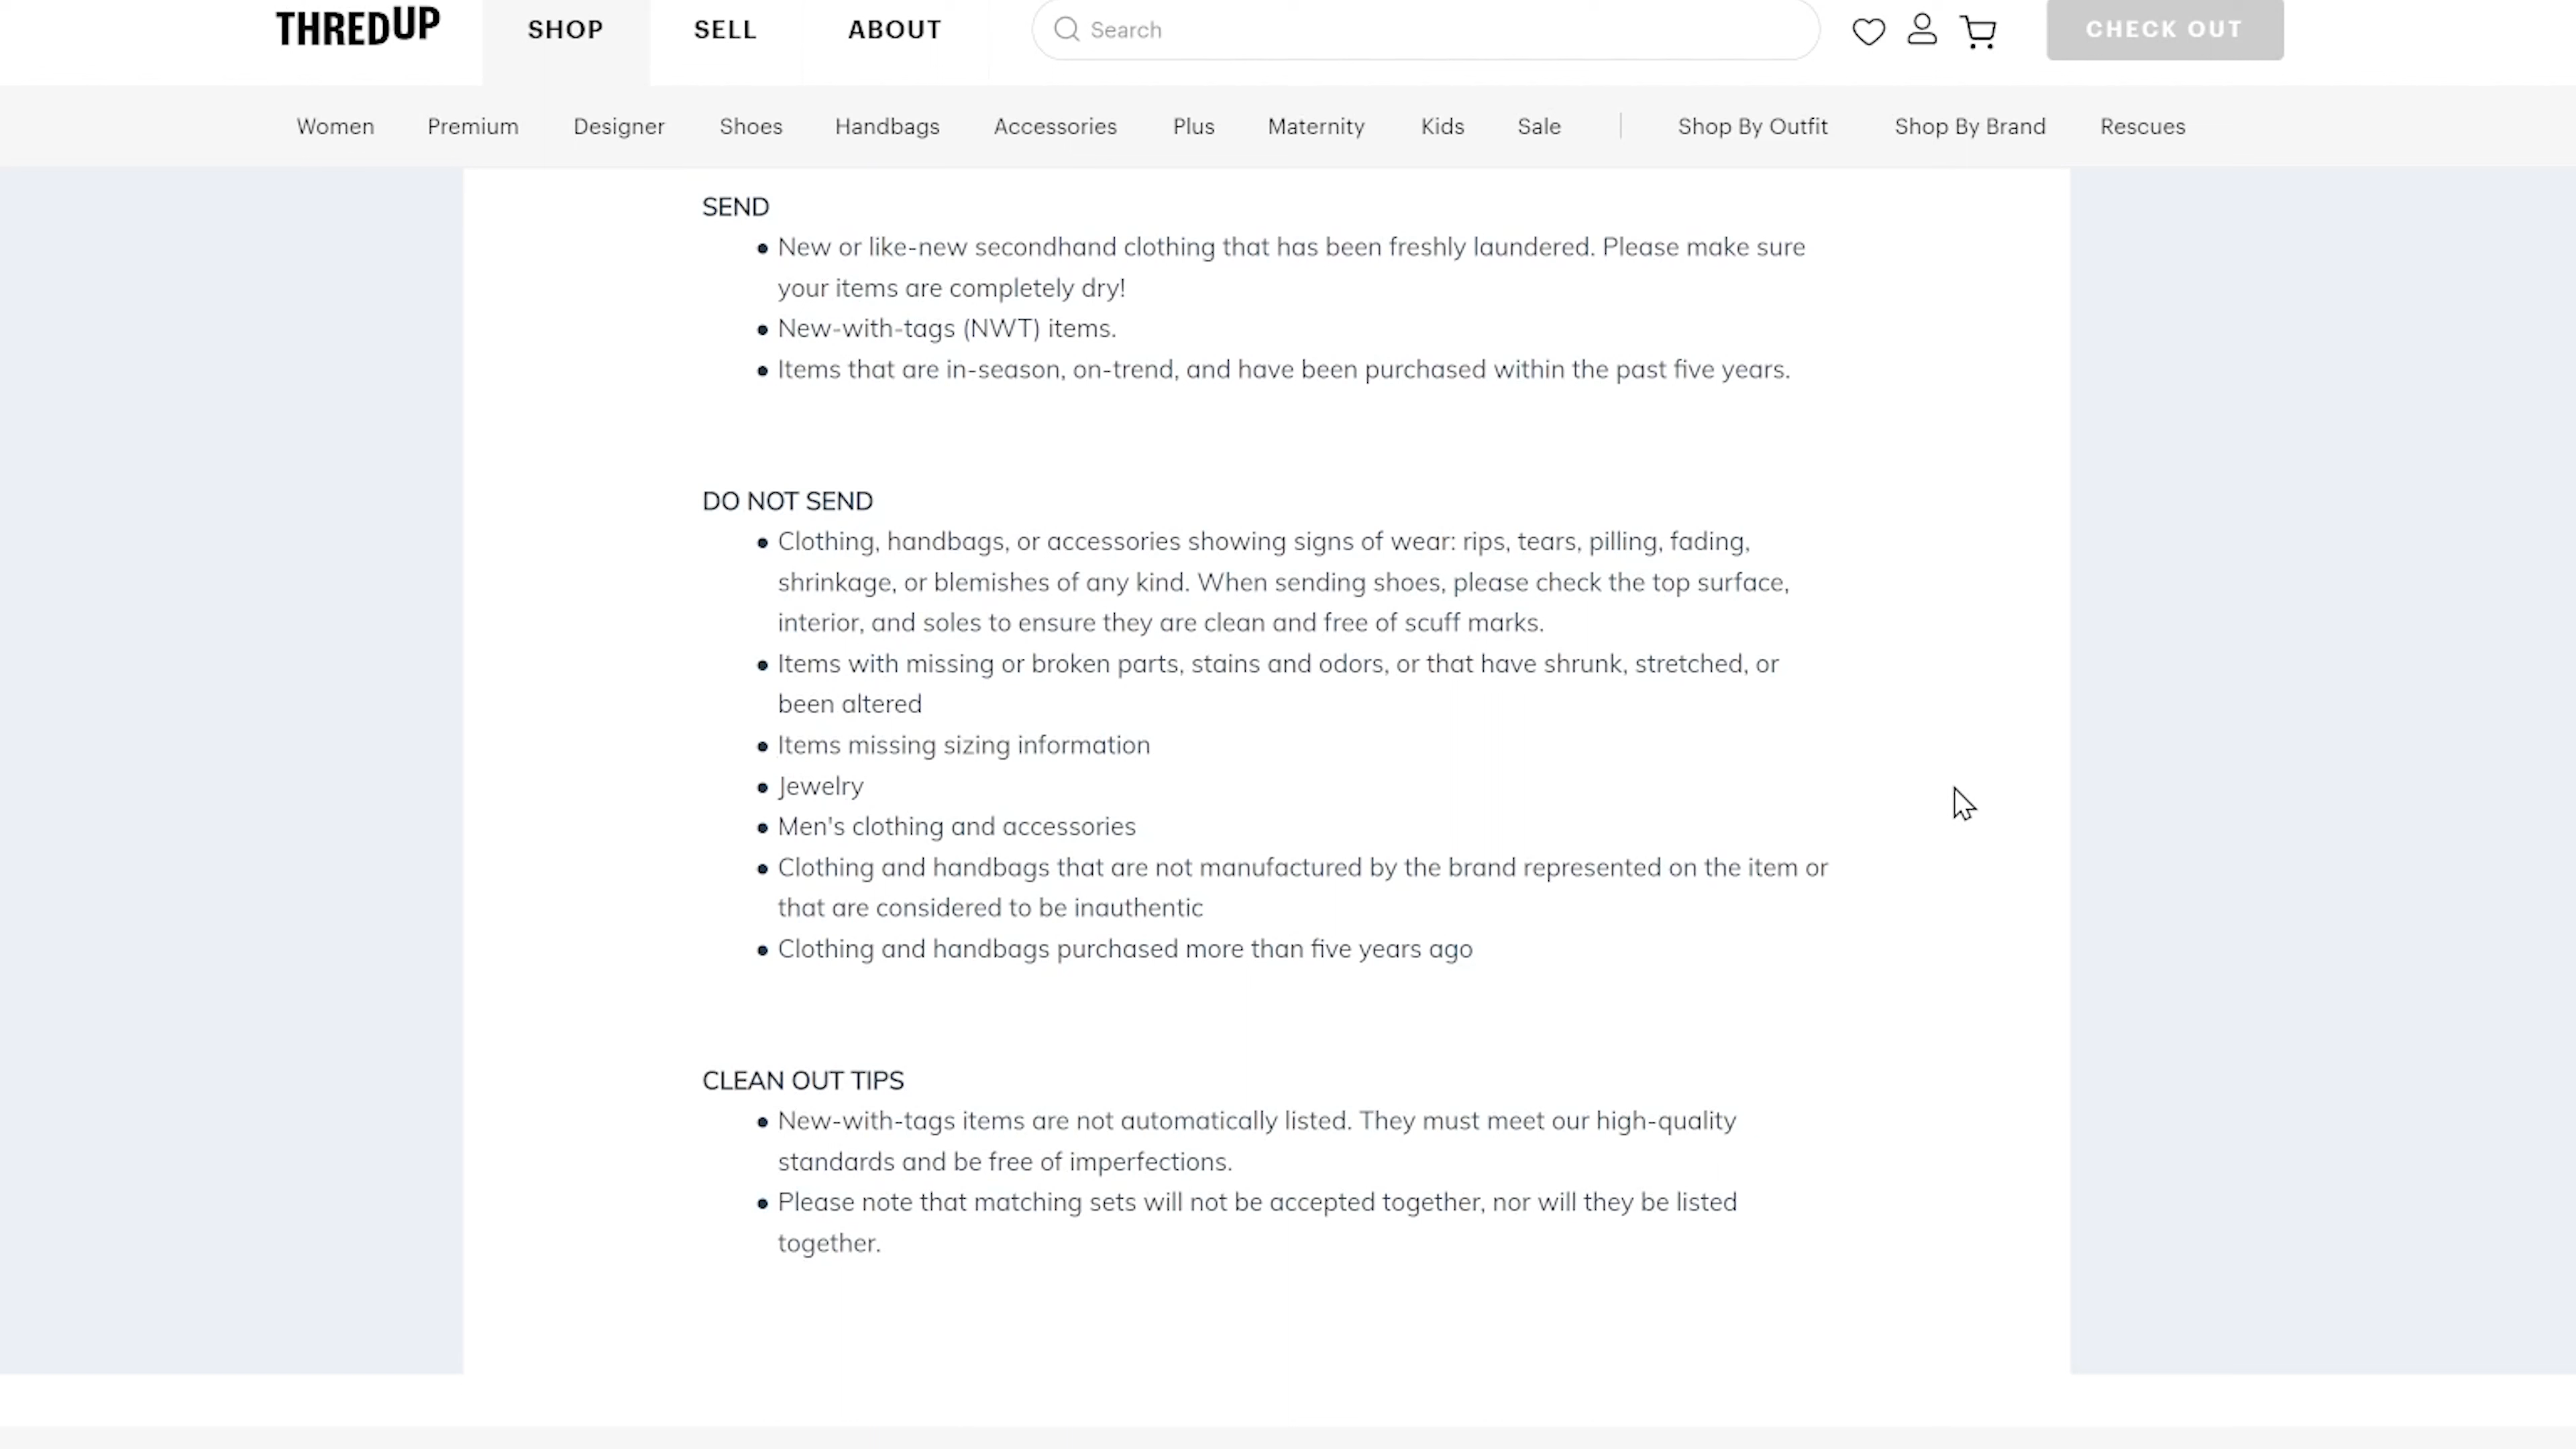 THREDUP
SHOP
SELL
ABOUT
Search
CHECK OUT
Women
Premium
Designer
Shoes
Handbags
Accessories
Plus
Maternity
Kids
Sale
Shop By Outfit
Shop By Brand
Rescues
SEND
• New or like-new secondhand clothing that has been freshly laundered. Please make sure
your items are completely dry!
• New-with-tags (NWT) items.
• Items that are in-season, on-trend, and have been purchased within the past five years.
DO NOT SEND
• Clothing, handbags, or accessories showing signs of wear: rips, tears, pilling, fading,
shrinkage, or blemishes of any kind. When sending shoes, please check the top surface,
interior, and soles to ensure they are clean and free of scuff marks.
• Items with missing or broken parts, stains and odors, or that have shrunk, stretched, or
been altered
• Items missing sizing information
• Jewelry
• Men's clothing and accessories
• Clothing and handbags that are not manufactured by the brand represented on the item or
that are considered to be inauthentic
• Clothing and handbags purchased more than five years ago
CLEAN OUT TIPS
• New-with-tags items are not automatically listed. They must meet our high-quality
standards and be free of imperfections.
• Please note that matching sets will not be accepted together, nor will they be listed
together.